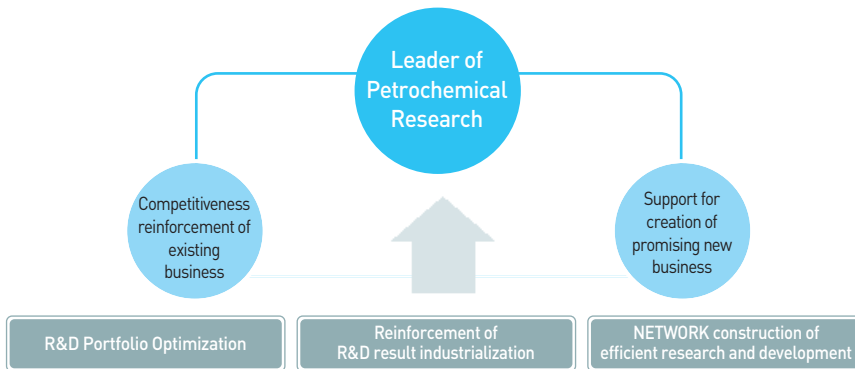 Leader of
Petrochemical
Research
Competitiveness
reinforcement of
existing
business
Support for
creation of
promising new
business
R&D Portfolio Optimization
Reinforcement of
R&D result industrialization
NETWORK construction of
efficient research and development